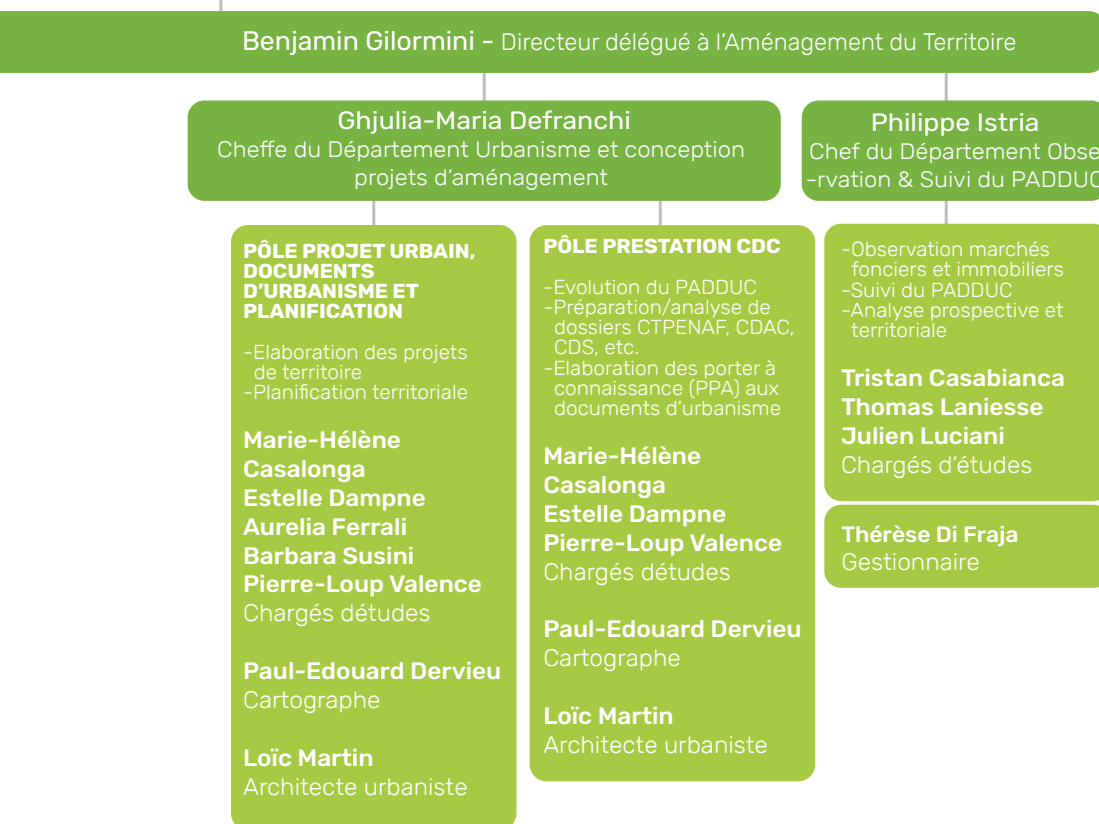 Benjamin Gilormini - Directeur délégué à l'Aménagement du Territoire
Ghjulia-Maria Defranchi
Cheffe du Département Urbanisme et conception
projets d'aménagement
Philippe Istria
Chef du Département Obse
-rvation & Suivi du PADDUC
PÔLE PROJET URBAIN,
DOCUMENTS
D'URBANISME ET
PLANIFICATION
-Elaboration des projets
de territoire
-Planification territoriale
Marie-Hélène
Casalonga
Estelle Dampne
Aurelia Ferrali
Barbara Susini
Pierre-Loup Valence
Chargés détudes
Paul-Edouard Dervieu
Cartographe
Loïc Martin
Architecte urbaniste
PÔLE PRESTATION CDC
-Evolution du PADDUC
-Préparation/analyse de
dossiers CTPENAF, CDAC,
CDS, etc.
-Elaboration des porter à
connaissance (PPA) aux
documents d'urbanisme
Marie-Hélène
Casalonga
Estelle Dampne
Pierre-Loup Valence
Chargés détudes
Paul-Edouard Dervieu
Cartographe
Loïc Martin
Architecte urbaniste
-Observation marchés
fonciers et immobiliers
-Suivi du PADDUC
-Analyse prospective et
territoriale
Tristan Casabianca
Thomas Laniesse
Julien Luciani
Chargés d'études
Thérèse Di Fraja
Gestionnaire